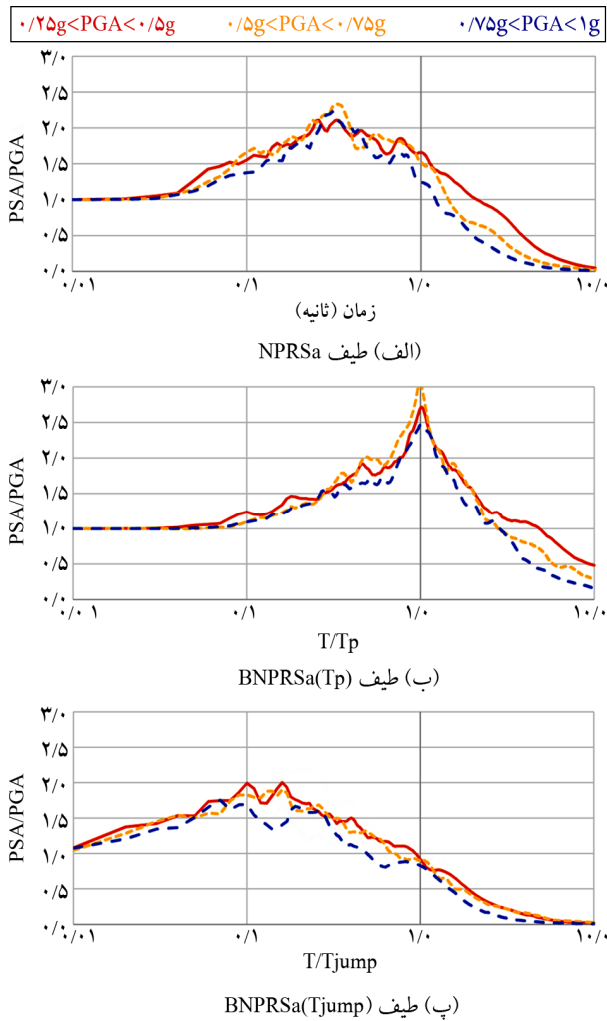 ۰/۲۵g<PGA<۰/۵g ۰/۵g<PGA<۰/۷۵g ۰/۷۵g<PGA<۱g
۳/۰
۲/۵
۲/۰
۱/۵
۱/۰
۰/۵
۰/۰
PSA/PGA
۰/۰۱ ۰/۱ ۱/۰ ۱۰/۰
زمان (ثانیه)
(الف) طیف NPRSa
۳/۰
۲/۵
۲/۰
۱/۵
۱/۰
۰/۵
۰/۰
PSA/PGA
۰/۰۱ ۰/۱ ۱/۰ ۱۰/۰
T/Tp
(ب) طیف BNPRSa(Tp)
۳/۰
۲/۵
۲/۰
۱/۵
۱/۰
۰/۵
۰/۰
PSA/PGA
۰/۰۱ ۰/۱ ۱/۰ ۱۰/۰
T/Tjump
(پ) طیف BNPRSa(Tjump)